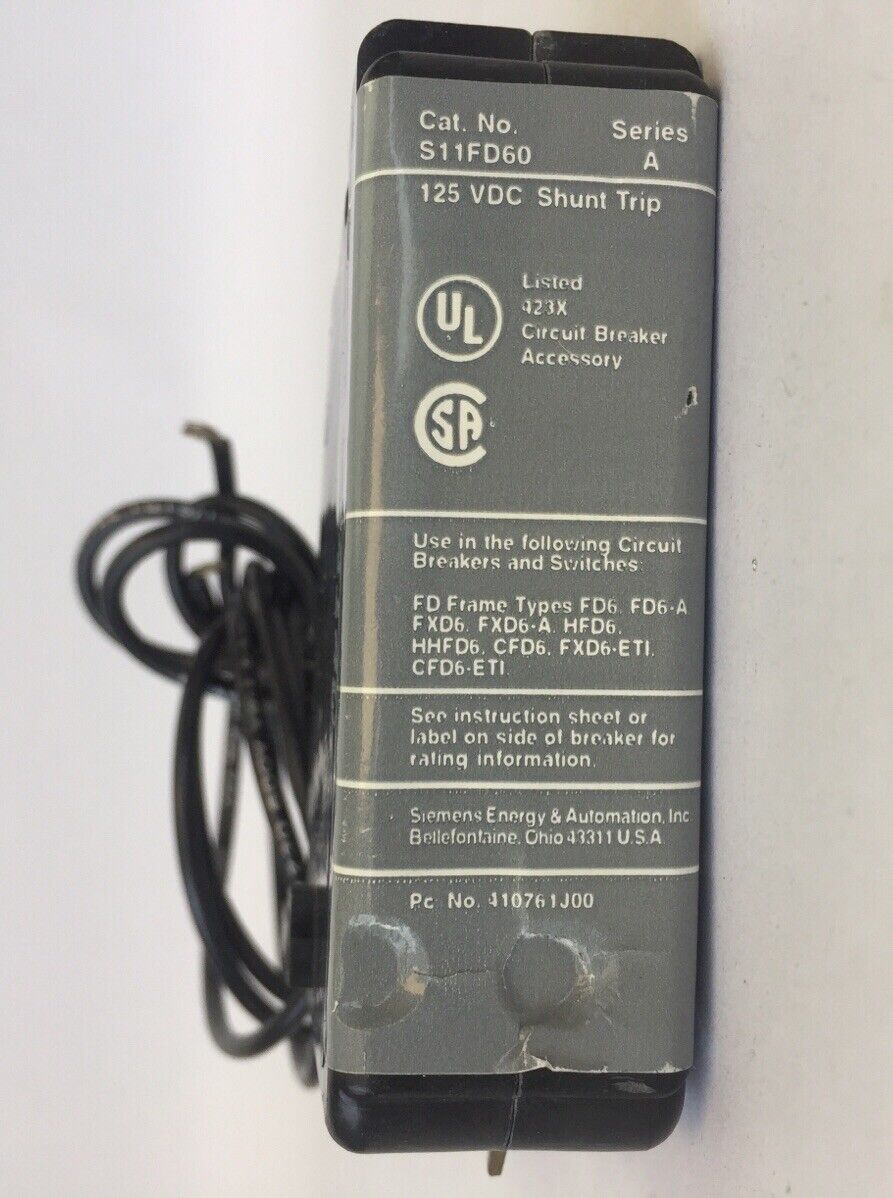 Cat. No. Series
S11FD60 A
125 VDC Shunt Trip
UL
Listed
423X
Circuit Breaker
Accessory
CSA
Use in the following Circuit
Breakers and Switches:
FD Frame Types FD6, FD6-A
FXD6, FXD6-A, HFD6,
HHFD6, CFD6, FXD6-ETI,
CFD6-ETI.
See instruction sheet or
label on side of breaker for
rating information.
Siemens Energy & Automation, Inc.
Bellefontaine, Ohio 43311 U.S.A.
Pc. No. 410761J00